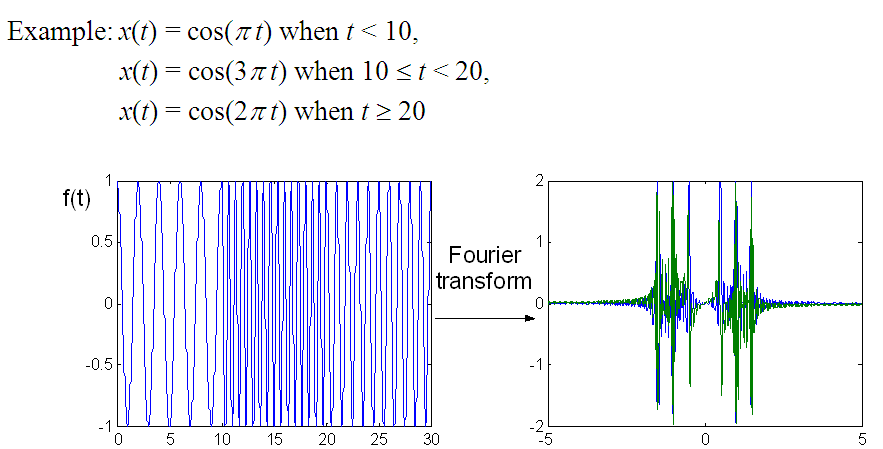 Example: x(t) = cos(π t) when t < 10,
x(t) = cos(3π t) when 10 ≤ t < 20,
x(t) = cos(2π t) when t ≥ 20
f(t)
1
0.5
0
-0.5
-1
0 5 10 15 20 25 30
Fourier
transform
2
1
0
-1
-2
-5 0 5